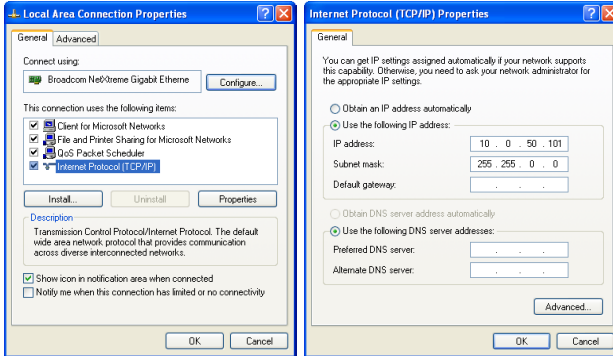 Local Area Connection Properties
General
Advanced
Connect using:
Broadcom NetXtreme Gigabit Etherne
Configure...
This connection uses the following items:
Client for Microsoft Networks
File and Printer Sharing for Microsoft Networks
QoS Packet Scheduler
Internet Protocol (TCP/IP)
Install...
Uninstall
Properties
Description
Transmission Control Protocol/Internet Protocol. The default
wide area network protocol that provides communication
across diverse interconnected networks.
Show icon in notification area when connected
Notify me when this connection has limited or no connectivity
OK
Cancel
Internet Protocol (TCP/IP) Properties
General
You can get IP settings assigned automatically if your network supports
this capability. Otherwise, you need to ask your network administrator for
the appropriate IP settings.
Obtain an IP address automatically
Use the following IP address:
IP address:
10 . 0 . 50 . 101
Subnet mask:
255 . 255 . 0 . 0
Default gateway:
. . .
Obtain DNS server address automatically
Use the following DNS server addresses:
Preferred DNS server:
. . .
Alternate DNS server:
. . .
Advanced...
OK
Cancel